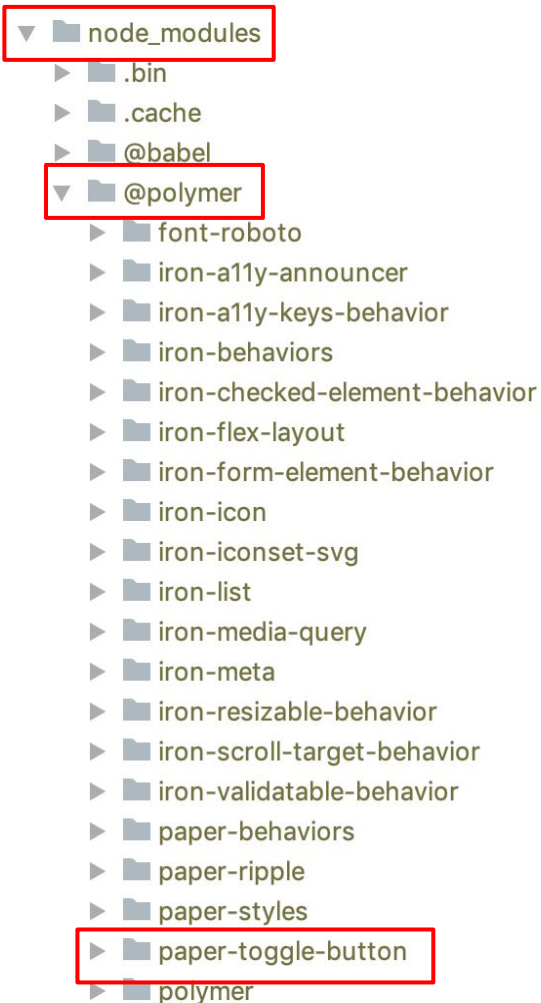 node_modules
.bin
.cache
@babel
@polymer
font-roboto
iron-a11y-announcer
iron-a11y-keys-behavior
iron-behaviors
iron-checked-element-behavior
iron-flex-layout
iron-form-element-behavior
iron-icon
iron-iconset-svg
iron-list
iron-media-query
iron-meta
iron-resizable-behavior
iron-scroll-target-behavior
iron-validatable-behavior
paper-behaviors
paper-ripple
paper-styles
paper-toggle-button
polymer